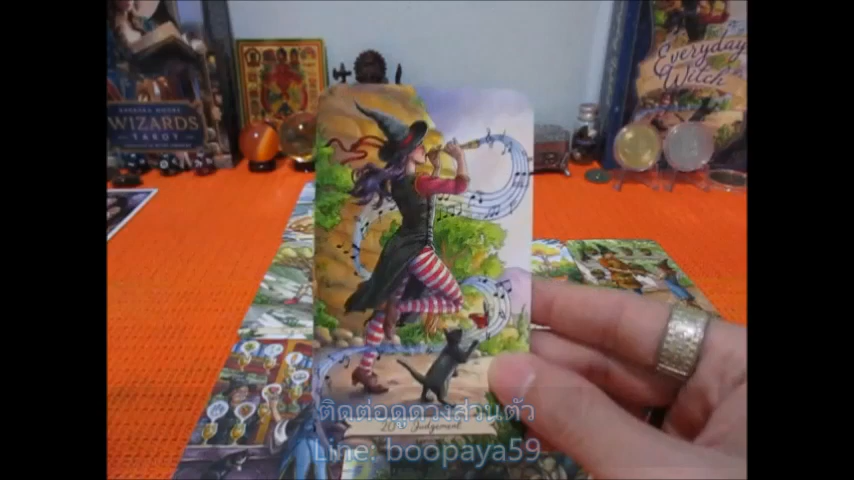 WIZARDS
TAROT
Everyday
Witch
20 Judgement
ติดต่อดูดวงส่วนตัว
Line: boopaya59